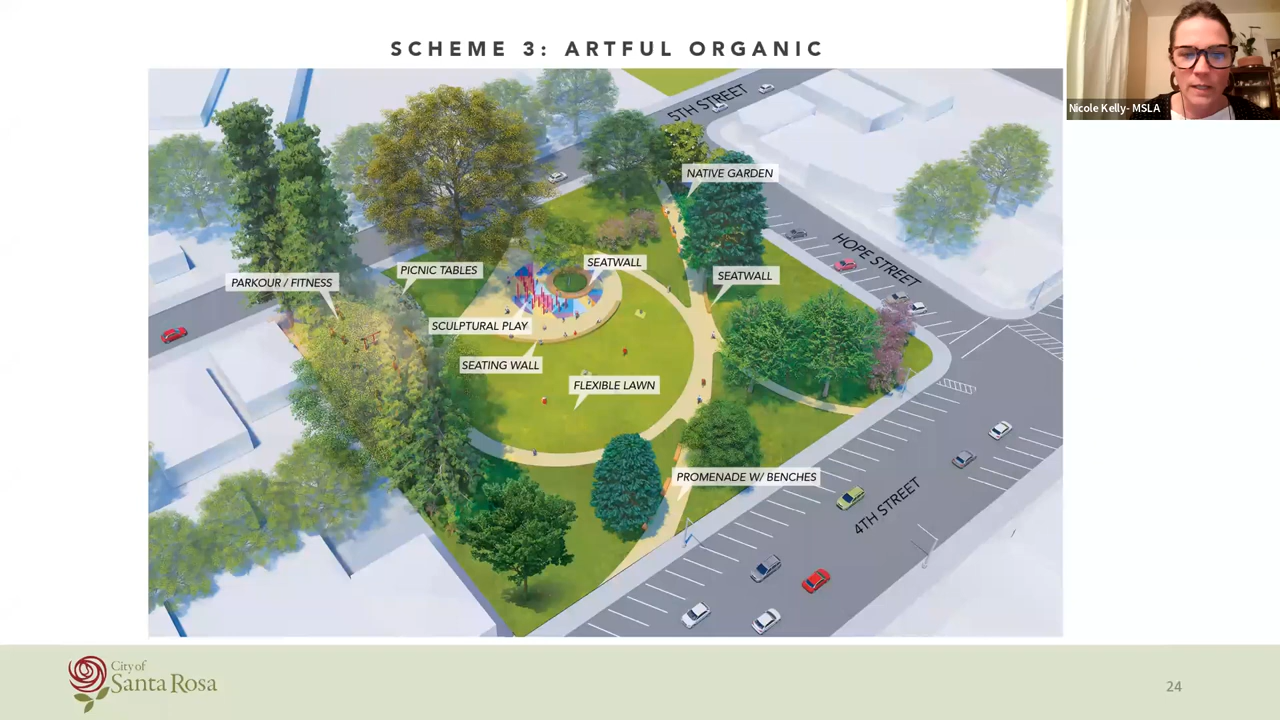 SCHEME 3: ARTFUL ORGANIC
Nicole Kelly- MSLA
5TH STREET
NATIVE GARDEN
HOPE STREET
SEATWALL
PICNIC TABLES
SEATWALL
PARKOUR / FITNESS
SCULPTURAL PLAY
SEATING WALL
FLEXIBLE LAWN
PROMENADE W/ BENCHES
4TH STREET
City of
Santa Rosa
24